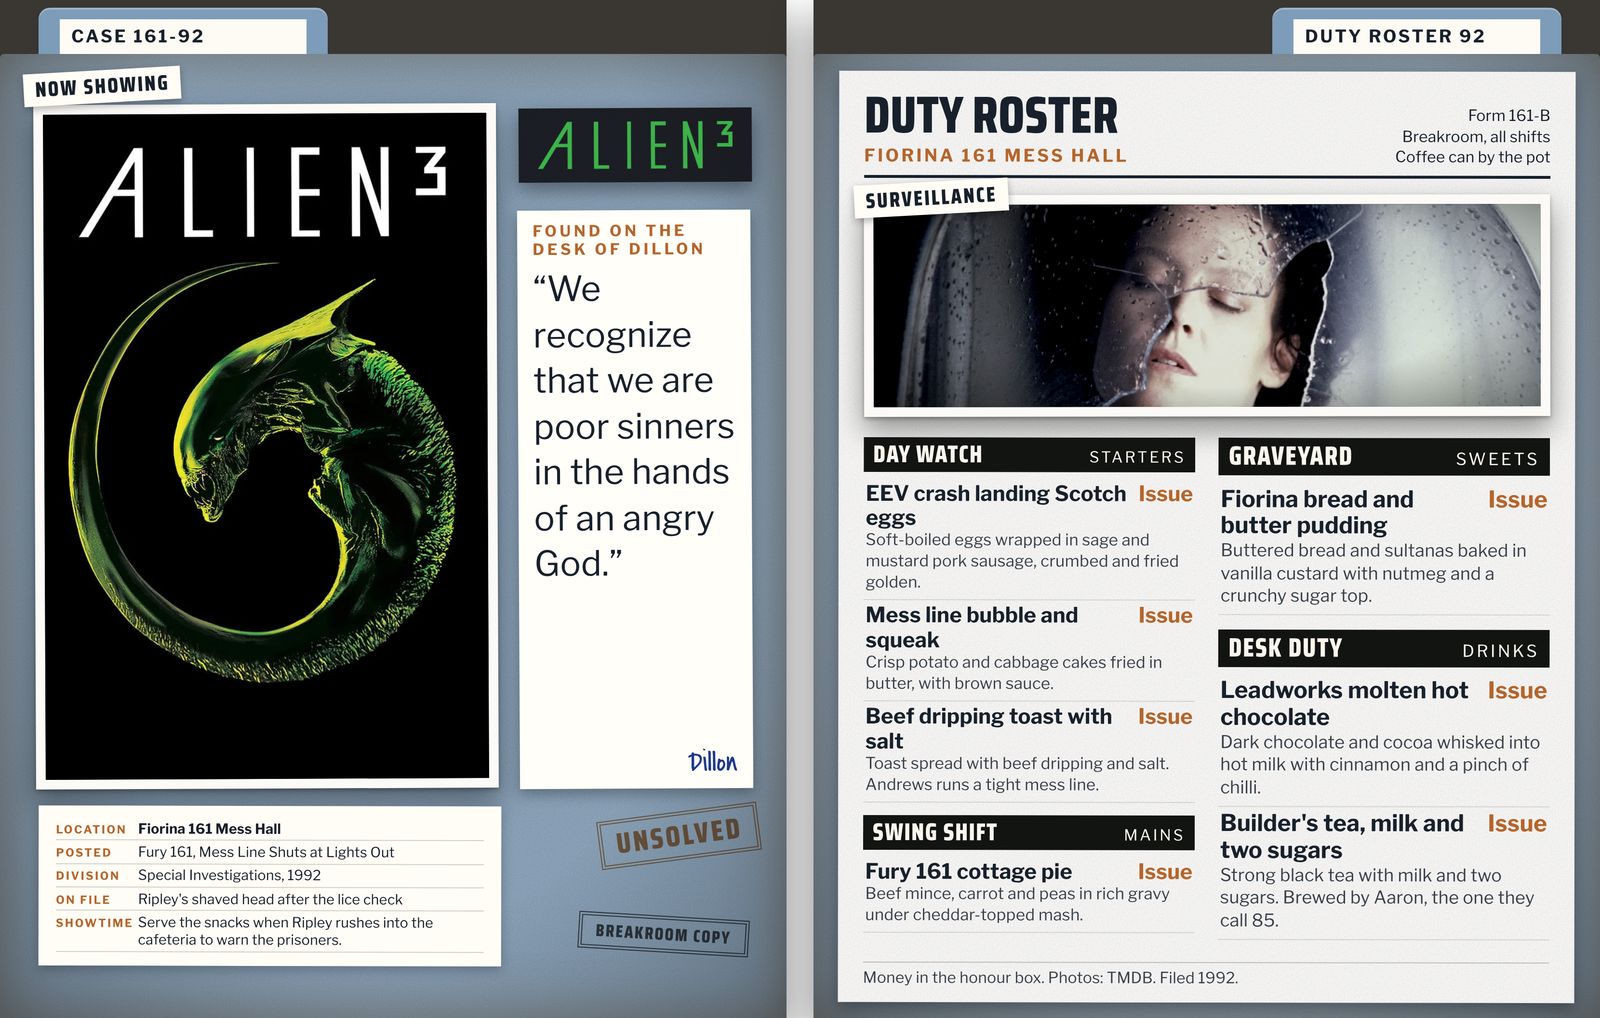 CASE 161-92
NOW SHOWING
ALIEN³
ALIEN³
FOUND ON THE
DESK OF DILLON
“We
recognize
that we are
poor sinners
in the hands
of an angry
God.”
Dillon
LOCATION Fiorina 161 Mess Hall
POSTED Fury 161, Mess Line Shuts at Lights Out
DIVISION Special Investigations, 1992
ON FILE Ripley's shaved head after the lice check
SHOWTIME Serve the snacks when Ripley rushes into the
cafeteria to warn the prisoners.
UNSOLVED
BREAKROOM COPY
DUTY ROSTER 92
DUTY ROSTER
FIORINA 161 MESS HALL
Form 161-B
Breakroom, all shifts
Coffee can by the pot
SURVEILLANCE
DAY WATCH STARTERS
EEV crash landing Scotch Issue
eggs
Soft-boiled eggs wrapped in sage and
mustard pork sausage, crumbed and fried
golden.
Mess line bubble and Issue
squeak
Crisp potato and cabbage cakes fried in
butter, with brown sauce.
Beef dripping toast with Issue
salt
Toast spread with beef dripping and salt.
Andrews runs a tight mess line.
SWING SHIFT MAINS
Fury 161 cottage pie Issue
Beef mince, carrot and peas in rich gravy
under cheddar-topped mash.
GRAVEYARD SWEETS
Fiorina bread and Issue
butter pudding
Buttered bread and sultanas baked in
vanilla custard with nutmeg and a
crunchy sugar top.
DESK DUTY DRINKS
Leadworks molten hot Issue
chocolate
Dark chocolate and cocoa whisked into
hot milk with cinnamon and a pinch of
chilli.
Builder's tea, milk and Issue
two sugars
Strong black tea with milk and two
sugars. Brewed by Aaron, the one they
call 85.
Money in the honour box. Photos: TMDB. Filed 1992.